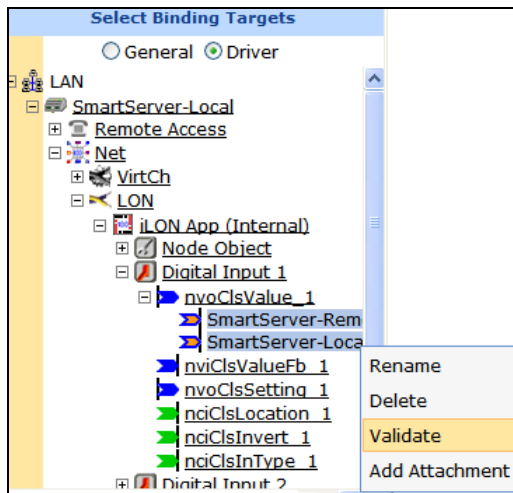 Select Binding Targets
General Driver
LAN
SmartServer-Local
Remote Access
Net
VirtCh
LON
iLON App (Internal)
Node Object
Digital Input 1
nvoClsValue_1
SmartServer-Rem
SmartServer-Loca
nviClsValueFb_1
nvoClsSetting_1
nciClsLocation_1
nciClsInvert_1
nciClsInType_1
Digital Input 2
Rename
Delete
Validate
Add Attachment